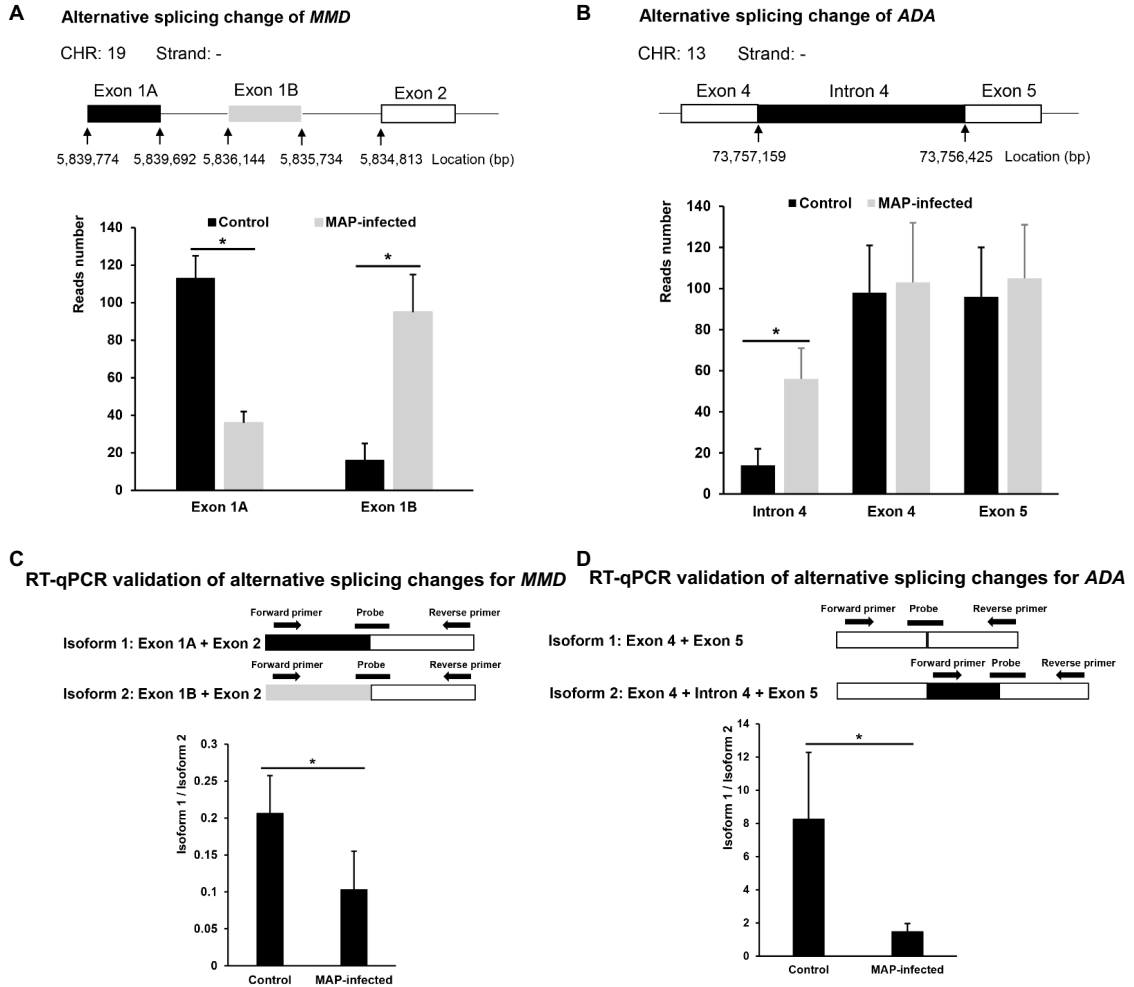 A
Alternative splicing change of MMD
CHR: 19 Strand: -
Exon 1A Exon 1B Exon 2
5,839,774 5,839,692 5,836,144 5,835,734 5,834,813 Location (bp)
Control MAP-infected
Reads number
140
120
100
80
60
40
20
0
*
*
Exon 1A Exon 1B
B
Alternative splicing change of ADA
CHR: 13 Strand: -
Exon 4 Intron 4 Exon 5
73,757,159 73,756,425 Location (bp)
Control MAP-infected
Reads number
140
120
100
80
60
40
20
0
*
Intron 4 Exon 4 Exon 5
C
RT-qPCR validation of alternative splicing changes for MMD
Forward primer Probe Reverse primer
Isoform 1: Exon 1A + Exon 2
Forward primer Probe Reverse primer
Isoform 2: Exon 1B + Exon 2
Isoform 1 / Isoform 2
0.3
0.25
0.2
0.15
0.1
0.05
0
*
Control MAP-infected
D
RT-qPCR validation of alternative splicing changes for ADA
Forward primer Probe Reverse primer
Isoform 1: Exon 4 + Exon 5
Forward primer Probe Reverse primer
Isoform 2: Exon 4 + Intron 4 + Exon 5
Isoform 1 / Isoform 2
14
12
10
8
6
4
2
0
*
Control MAP-infected